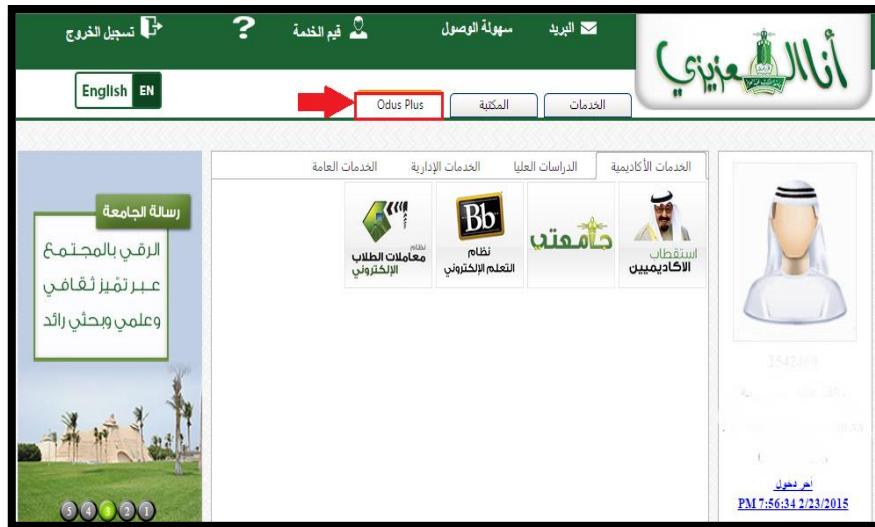 البريد
سهولة الوصول
قيم الخدمة
?
تسجيل الخروج
أنا العزيزي
English EN
الخدمات
المكتبة
Odus Plus
الخدمات الأكاديمية
الدراسات العليا
الخدمات الإدارية
الخدمات العامة
استقطاب
الاكاديميين
جامعتي
Bb
نظام
التعلم الإلكتروني
نظام
معاملات الطلاب
الإلكتروني
رسالة الجامعة
الرقي بالمجتمع
عبر تميز ثقافي
وعلمي وبحثي رائد
5 4 3 2 1
اخر دخول
PM 7:56:34 2/23/2015